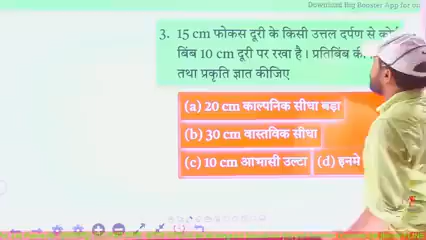 Download Big Booster App for
3. 15 cm फोकस दूरी के किसी उत्तल दर्पण से
बिंब 10 cm दूरी पर रखा है। प्रतिबिंब
तथा प्रकृति ज्ञात कीजिए
(a) 20 cm काल्पनिक सीधा बड़ा
(b) 30 cm वास्तविक सीधा
(c) 10 cm आभासी उल्टा (d) इनमे